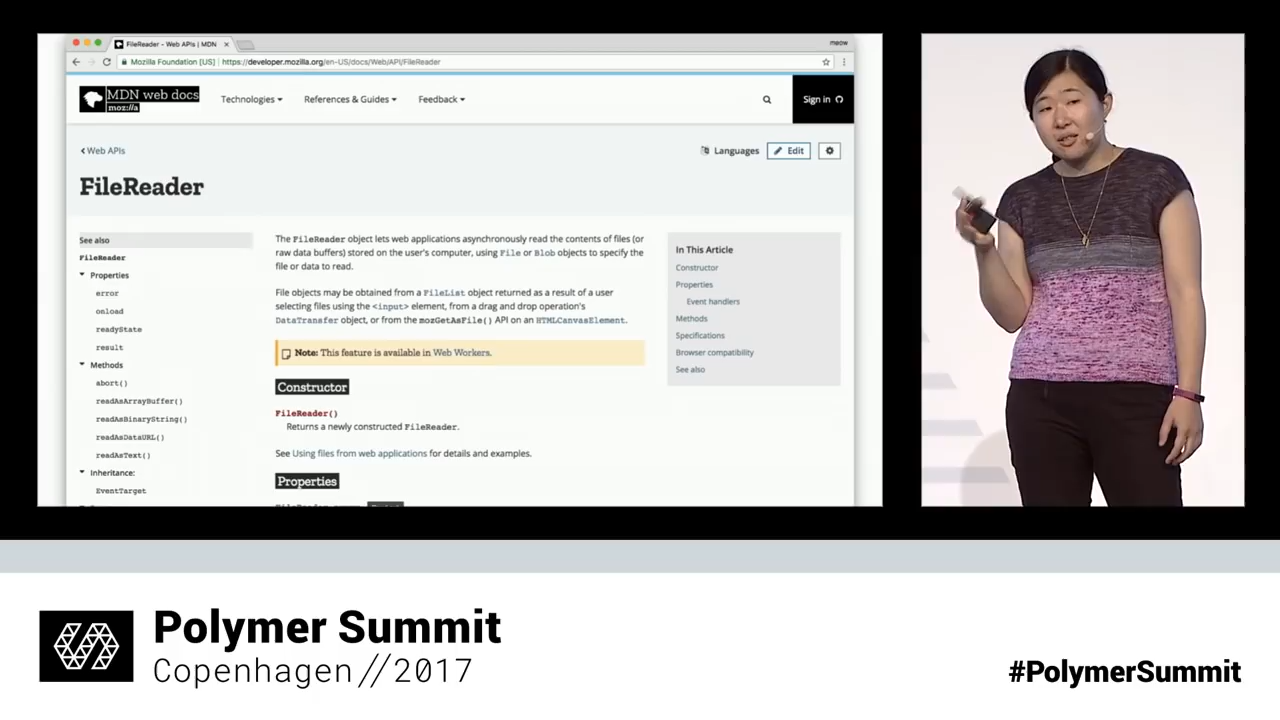 FileReader - Web APIs | MDN
meow
Mozilla Foundation [US] | https://developer.mozilla.org/en-US/docs/Web/API/FileReader
MDN web docs
moz://a
Technologies
References & Guides
Feedback
Sign in
Web APIs
Languages
Edit
FileReader
See also
FileReader
Properties
error
onload
readyState
result
Methods
abort()
readAsArrayBuffer()
readAsBinaryString()
readAsDataURL()
readAsText()
Inheritance:
EventTarget
The FileReader object lets web applications asynchronously read the contents of files (or
raw data buffers) stored on the user's computer, using File or Blob objects to specify the
file or data to read.
File objects may be obtained from a FileList object returned as a result of a user
selecting files using the <input> element, from a drag and drop operation's
DataTransfer object, or from the mozGetAsFile() API on an HTMLCanvasElement.
Note: This feature is available in Web Workers.
Constructor
FileReader()
Returns a newly constructed FileReader.
See Using files from web applications for details and examples.
Properties
In This Article
Constructor
Properties
Event handlers
Methods
Specifications
Browser compatibility
See also
Polymer Summit
Copenhagen//2017
#PolymerSummit